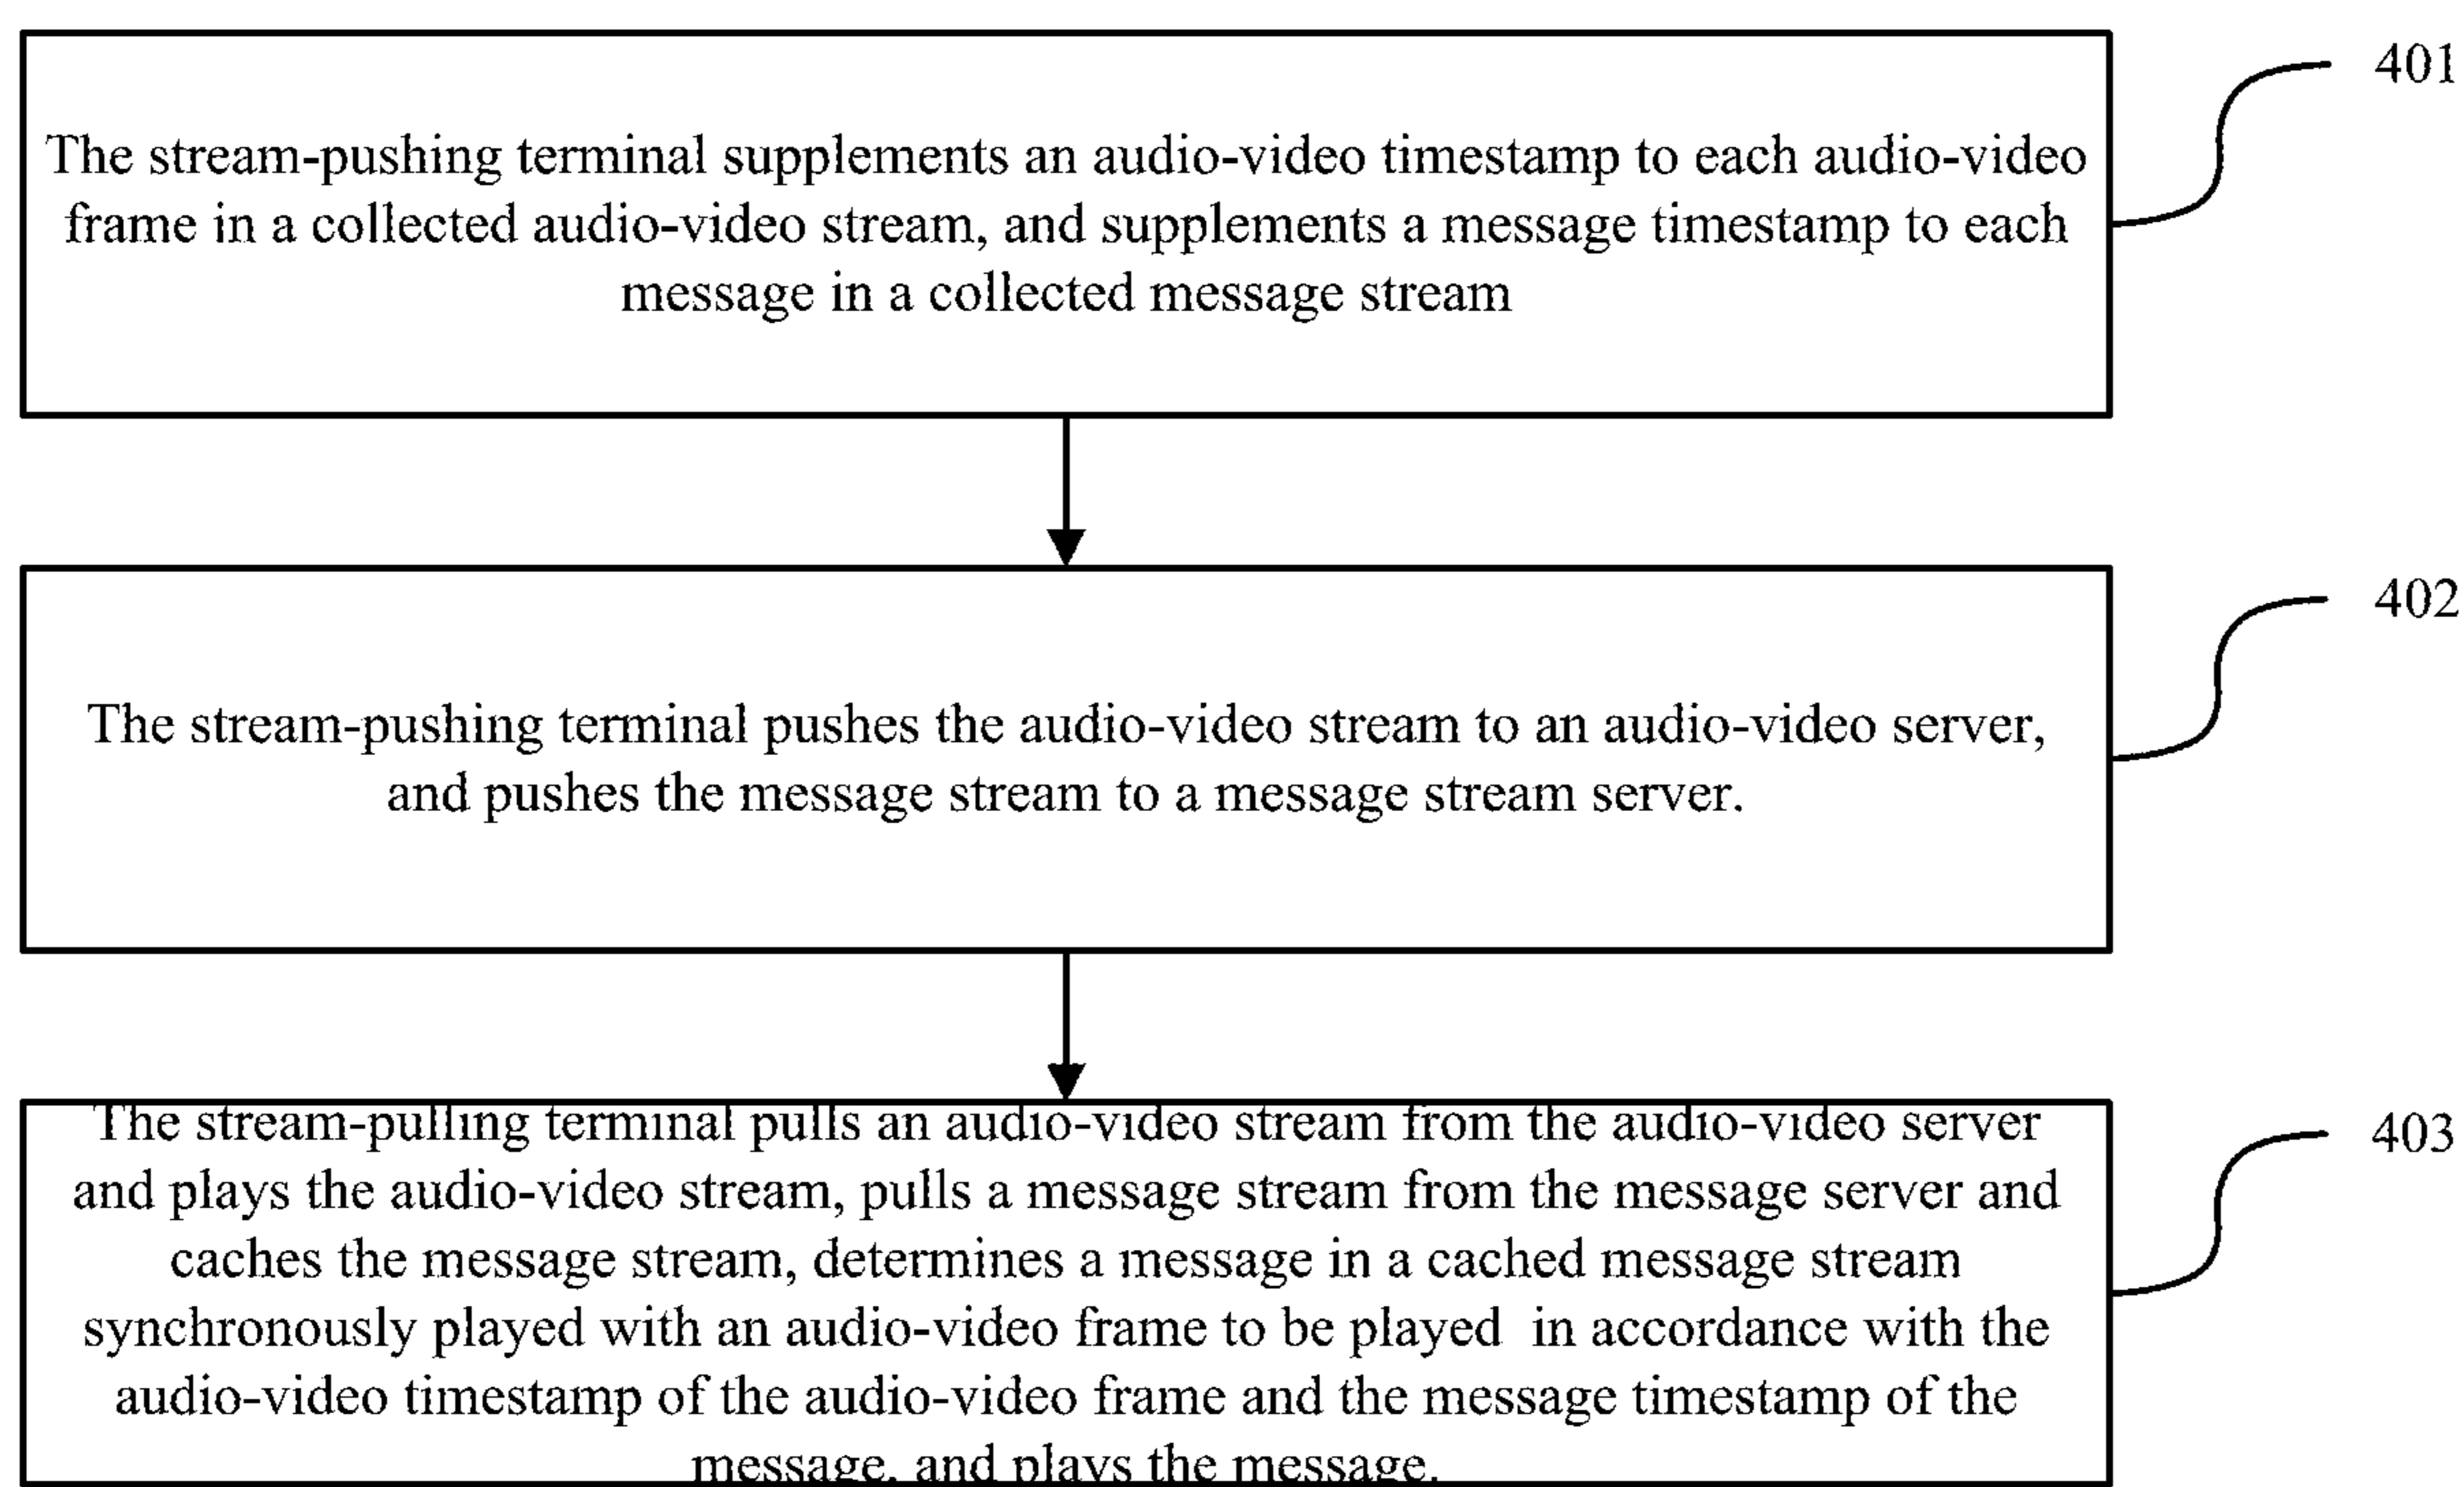 401
The stream-pushing terminal supplements an audio-video timestamp to each audio-video
frame in a collected audio-video stream, and supplements a message timestamp to each
message in a collected message stream
402
The stream-pushing terminal pushes the audio-video stream to an audio-video server,
and pushes the message stream to a message stream server.
403
The stream-pulling terminal pulls an audio-video stream from the audio-video server
and plays the audio-video stream, pulls a message stream from the message server and
caches the message stream, determines a message in a cached message stream
synchronously played with an audio-video frame to be played in accordance with the
audio-video timestamp of the audio-video frame and the message timestamp of the
message, and plays the message.